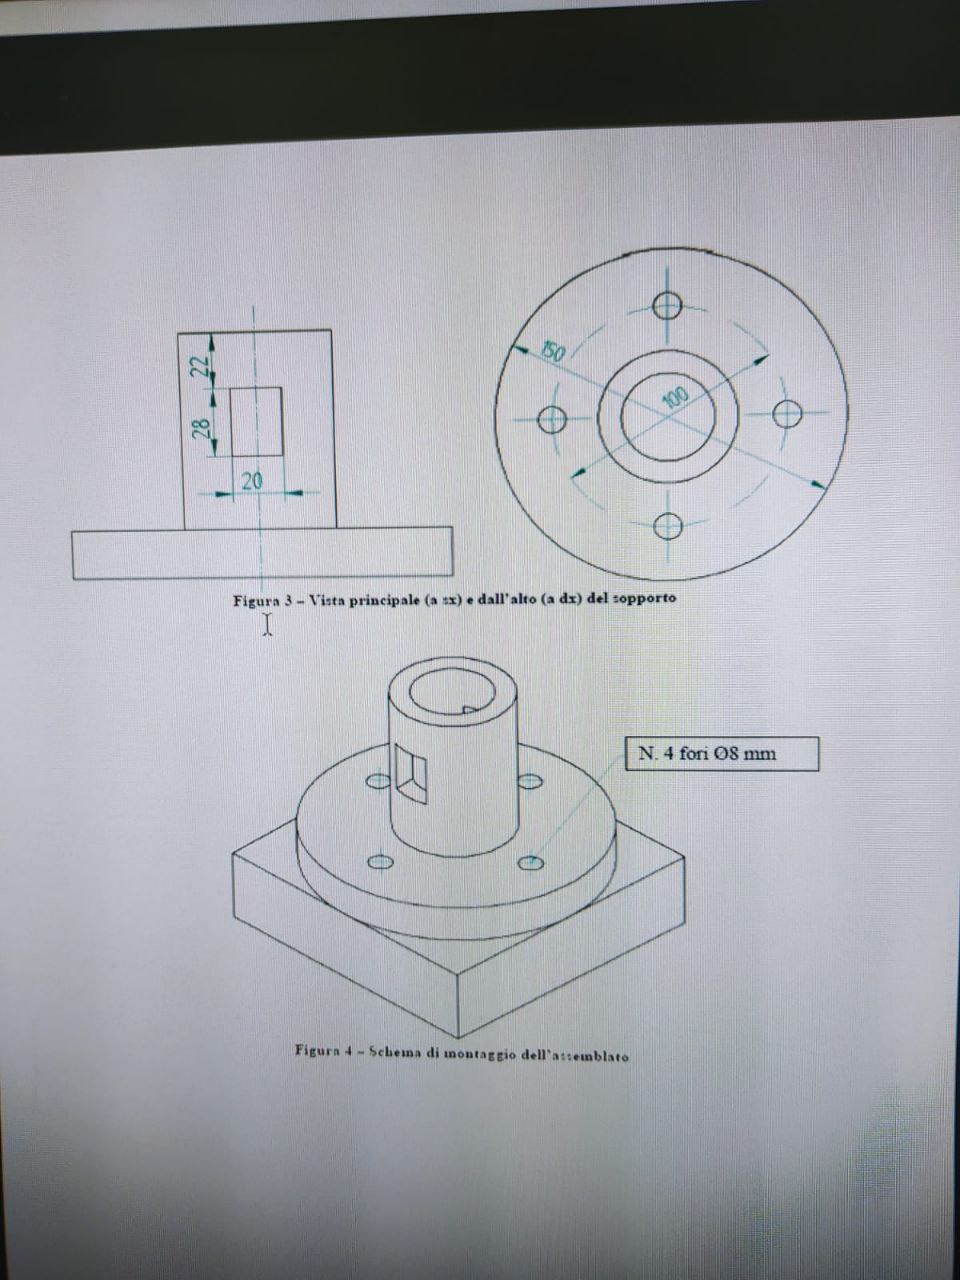 22
28
20
150
100
Figura 3 – Vista principale (a sx) e dall'alto (a dx) del sopporto
N. 4 fori Ø8 mm
Figura 4 – Schema di montaggio dell'assemblato